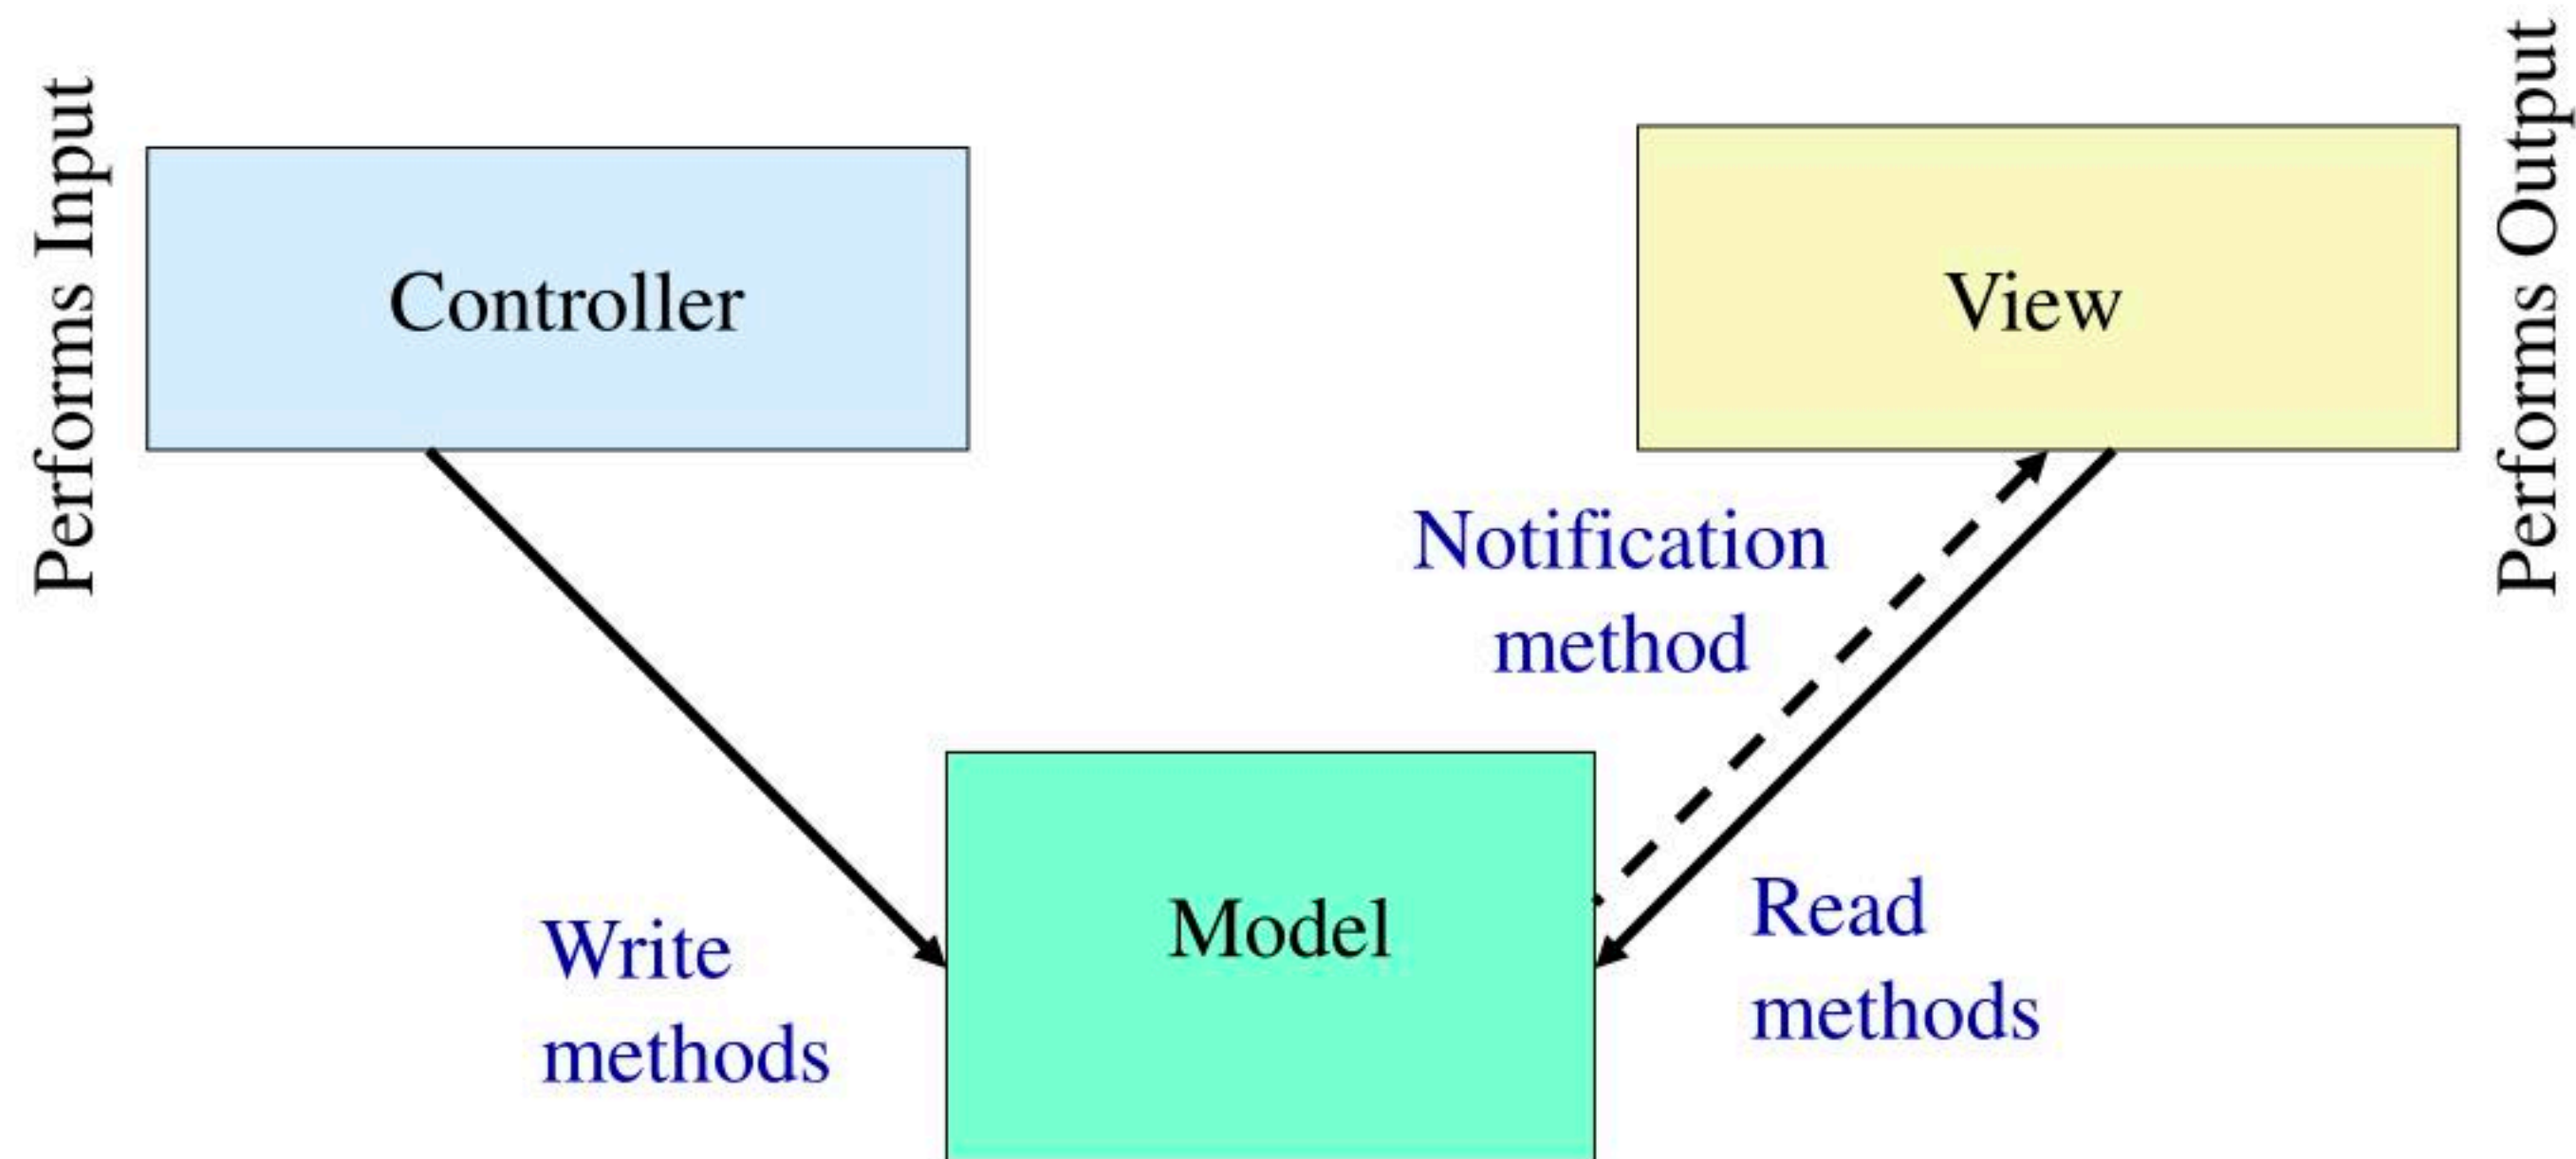 Performs Input
Controller
View
Performs Output
Notification
method
Model
Write
methods
Read
methods